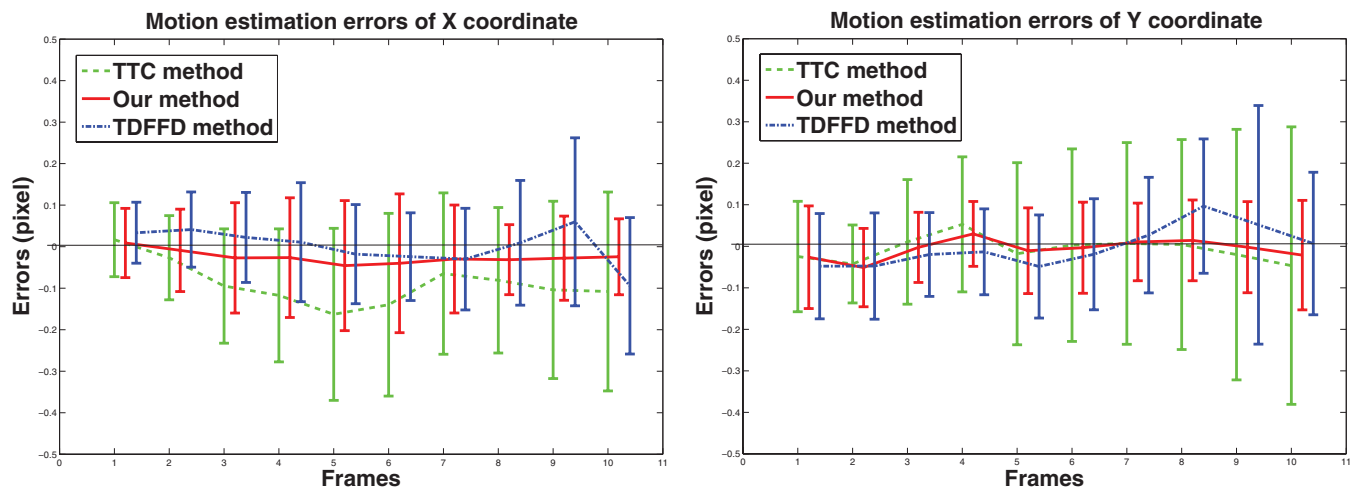 Motion estimation errors of X coordinate
TTC method
Our method
TDFFD method
Errors (pixel)
0.5
0.4
0.3
0.2
0.1
0
−0.1
−0.2
−0.3
−0.4
−0.5
0 1 2 3 4 5 6 7 8 9 10 11
Frames
Motion estimation errors of Y coordinate
TTC method
Our method
TDFFD method
Errors (pixel)
0.5
0.4
0.3
0.2
0.1
0
−0.1
−0.2
−0.3
−0.4
−0.5
0 1 2 3 4 5 6 7 8 9 10 11
Frames